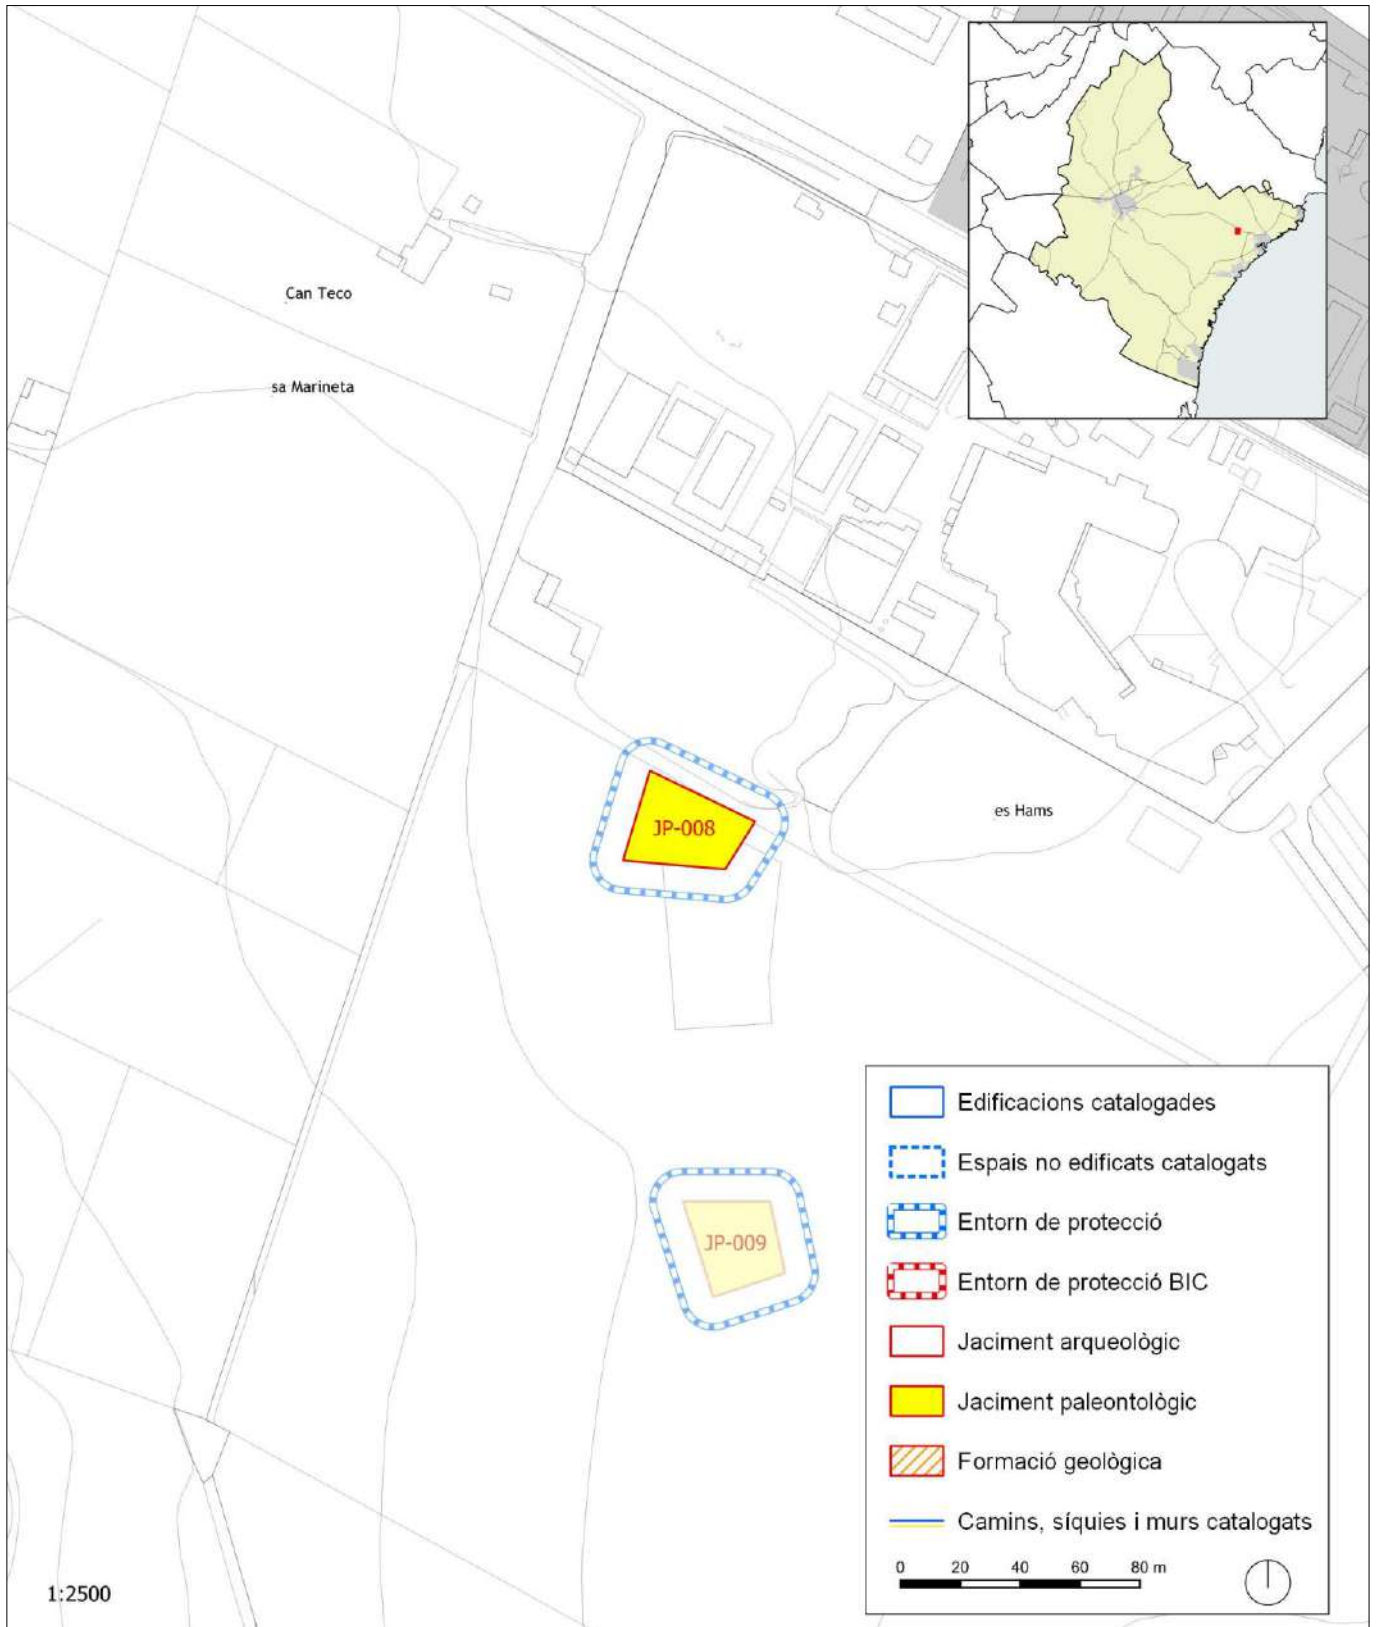 Can Teco
sa Marineta
JP-008
es Hams
JP-009
Edificacions catalogades
Espais no edificats catalogats
Entorn de protecció
Entorn de protecció BIC
Jaciment arqueològic
Jaciment paleontològic
Formació geològica
Camins, síquies i murs catalogats
0 20 40 60 80 m
1:2500